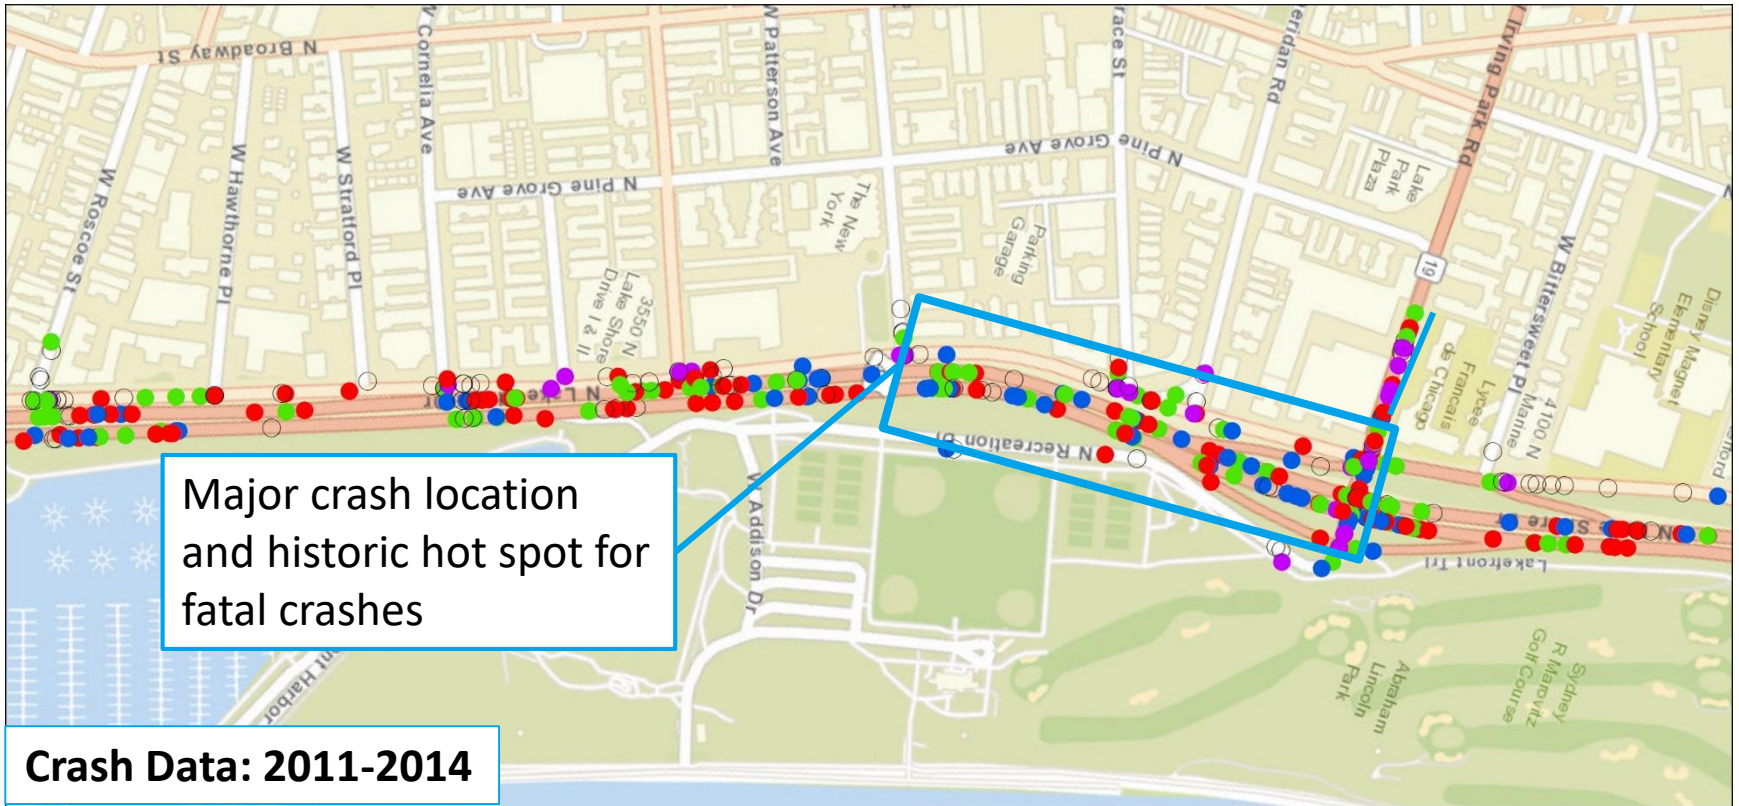 N Broadway St
W Cornelia Ave
W Patterson Ave
race St
eridan Rd
W Irving Park Rd
N Pine Grove Ave
N Pine Grove Ave
W Roscoe St
W Hawthorne Pl
W Stratford Pl
The New
York
Parking
Garage
Lake
Park
Plaza
19
W Bittersweet Pl
Disney Magnet
Elementary
School
3550 N
Lake Shore
Drive I & II
Lycee
Francais
de Chicago
4100 N
Marine
N Recreation Dr
Lakefront Trl
W Addison Dr
Major crash location
and historic hot spot for
fatal crashes
Abraham
Lincoln
Park
Sydney
R Marovitz
Golf Course
nt Harbor
Crash Data: 2011-2014